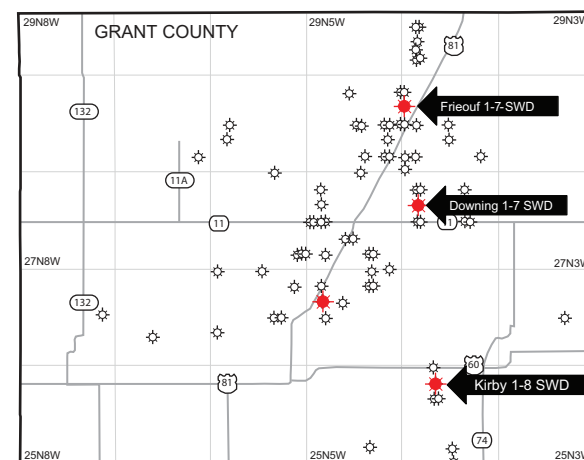 29N8W
29N5W
29N3W
GRANT COUNTY
81
132
Frieouf 1-7-SWD
11A
Downing 1-7 SWD
11
1
27N8W
27N3W
132
60
81
Kirby 1-8 SWD
74
25N8W
25N5W
25N3W